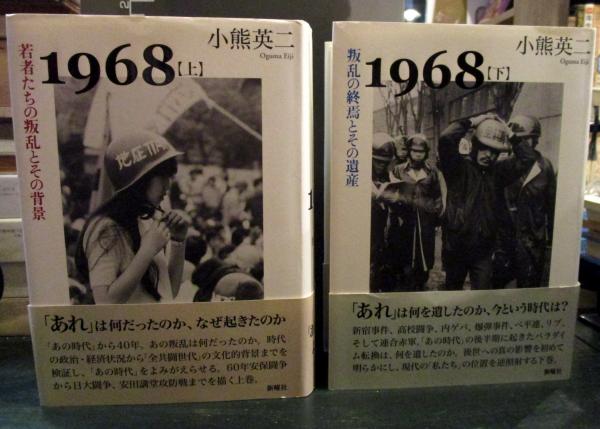 小熊英二
Oguma Eiji
1968【上】
若者たちの叛乱とその背景
「あれ」は何だったのか、なぜ起きたのか
「あの時代」から40年、あの叛乱は何だったのか。時代
の政治・経済状況から「全共闘世代」の文化的背景までを
検証し、「あの時代」をよみがえらせる。60年安保闘争
から日大闘争、安田講堂攻防戦までを描く上巻。
新曜社
小熊英二
Oguma Eiji
1968【下】
叛乱の終焉とその遺産
「あれ」は何を遺したのか、今という時代は?
新宿事件、高校闘争、内ゲバ、爆弾事件、ベ平連、リブ、
そして連合赤軍。「あの時代」の後半期に起きたパラダイ
ム転換は、何を遺したのか。後世への真の影響を初めて
明らかにし、現代の「私たち」の位置を逆照射する下巻。
新曜社